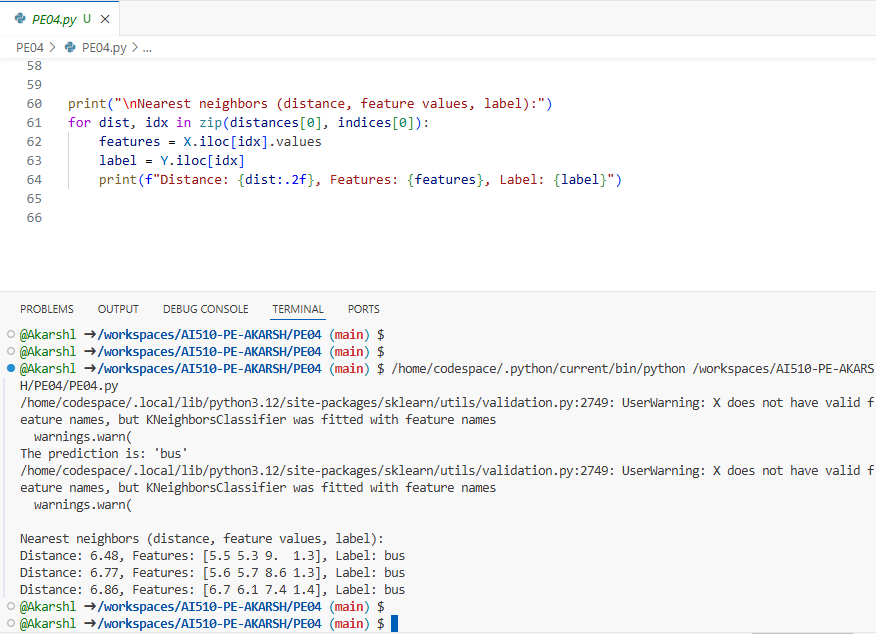 PE04.py U ×
PE04 > PE04.py > ...
58
59
60 print("\nNearest neighbors (distance, feature values, label):")
61 for dist, idx in zip(distances[0], indices[0]):
62     features = X.iloc[idx].values
63     label = Y.iloc[idx]
64     print(f"Distance: {dist:.2f}, Features: {features}, Label: {label}")
65
66
PROBLEMS OUTPUT DEBUG CONSOLE TERMINAL PORTS
@Akarshl ➜/workspaces/AI510-PE-AKARSH/PE04 (main) $
@Akarshl ➜/workspaces/AI510-PE-AKARSH/PE04 (main) $
@Akarshl ➜/workspaces/AI510-PE-AKARSH/PE04 (main) $ /home/codespace/.python/current/bin/python /workspaces/AI510-PE-AKARS
H/PE04/PE04.py
/home/codespace/.local/lib/python3.12/site-packages/sklearn/utils/validation.py:2749: UserWarning: X does not have valid f
eature names, but KNeighborsClassifier was fitted with feature names
  warnings.warn(
The prediction is: 'bus'
/home/codespace/.local/lib/python3.12/site-packages/sklearn/utils/validation.py:2749: UserWarning: X does not have valid f
eature names, but KNeighborsClassifier was fitted with feature names
  warnings.warn(
Nearest neighbors (distance, feature values, label):
Distance: 6.48, Features: [5.5 5.3 9.  1.3], Label: bus
Distance: 6.77, Features: [5.6 5.7 8.6 1.3], Label: bus
Distance: 6.86, Features: [6.7 6.1 7.4 1.4], Label: bus
@Akarshl ➜/workspaces/AI510-PE-AKARSH/PE04 (main) $
@Akarshl ➜/workspaces/AI510-PE-AKARSH/PE04 (main) $